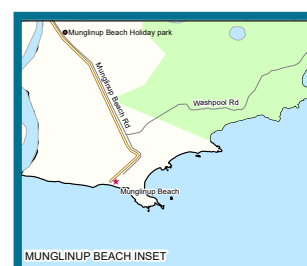 Munglinup Beach Holiday park
Munglinup Beach Rd
Washpool Rd
Munglinup Beach
MUNGLINUP BEACH INSET